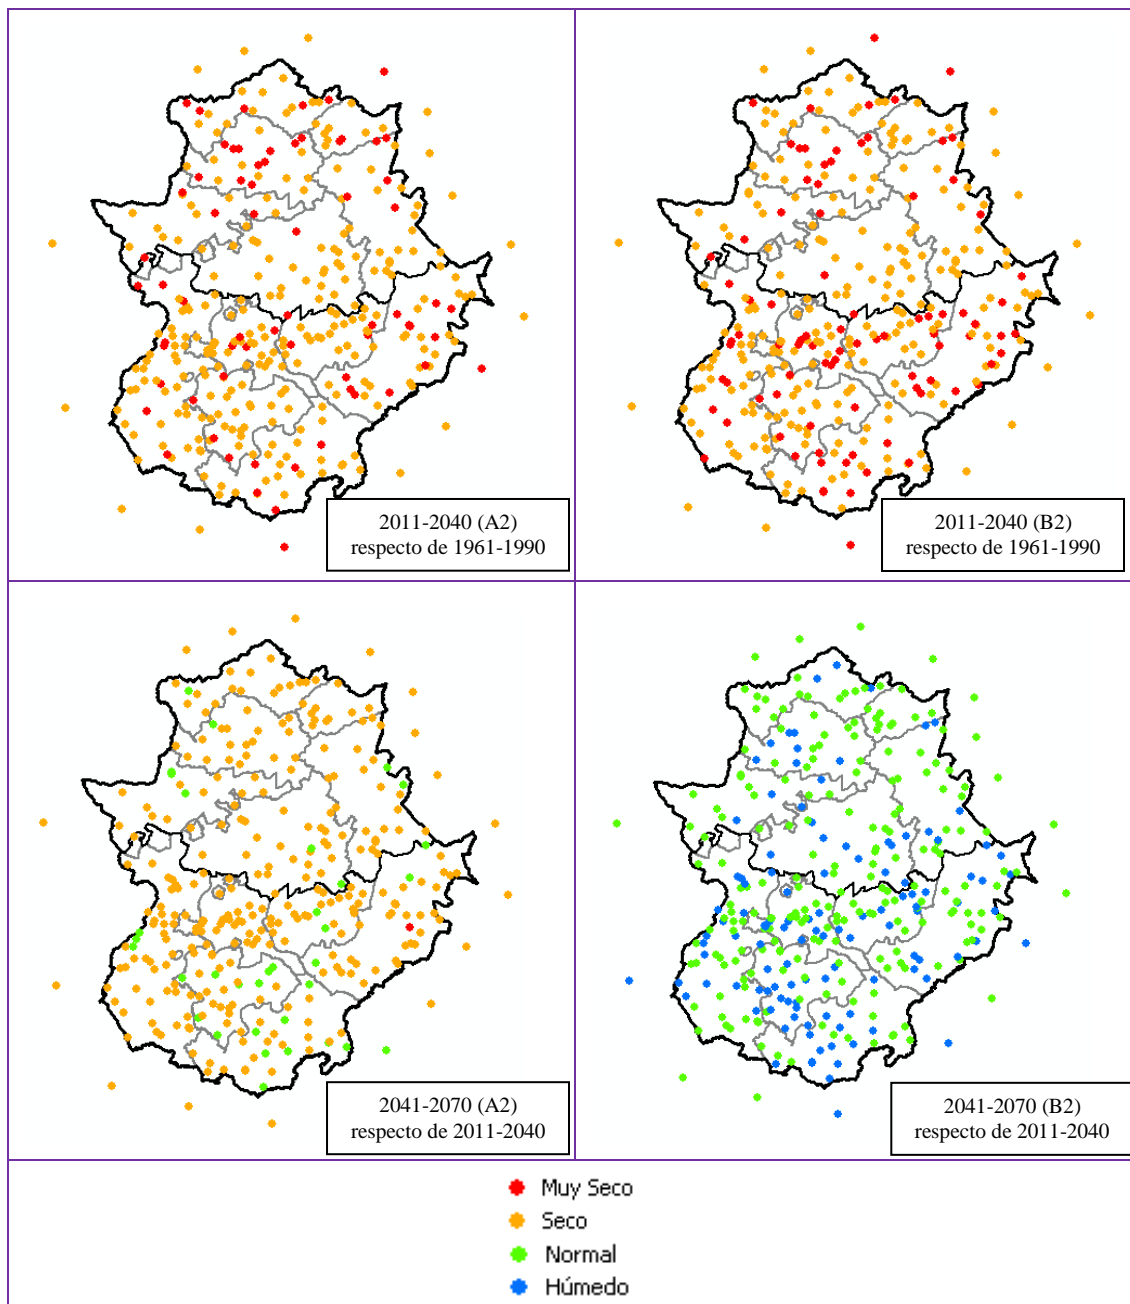 2011-2040 (A2)
respecto de 1961-1990
2011-2040 (B2)
respecto de 1961-1990
2041-2070 (A2)
respecto de 2011-2040
2041-2070 (B2)
respecto de 2011-2040
Muy Seco
Seco
Normal
Húmedo